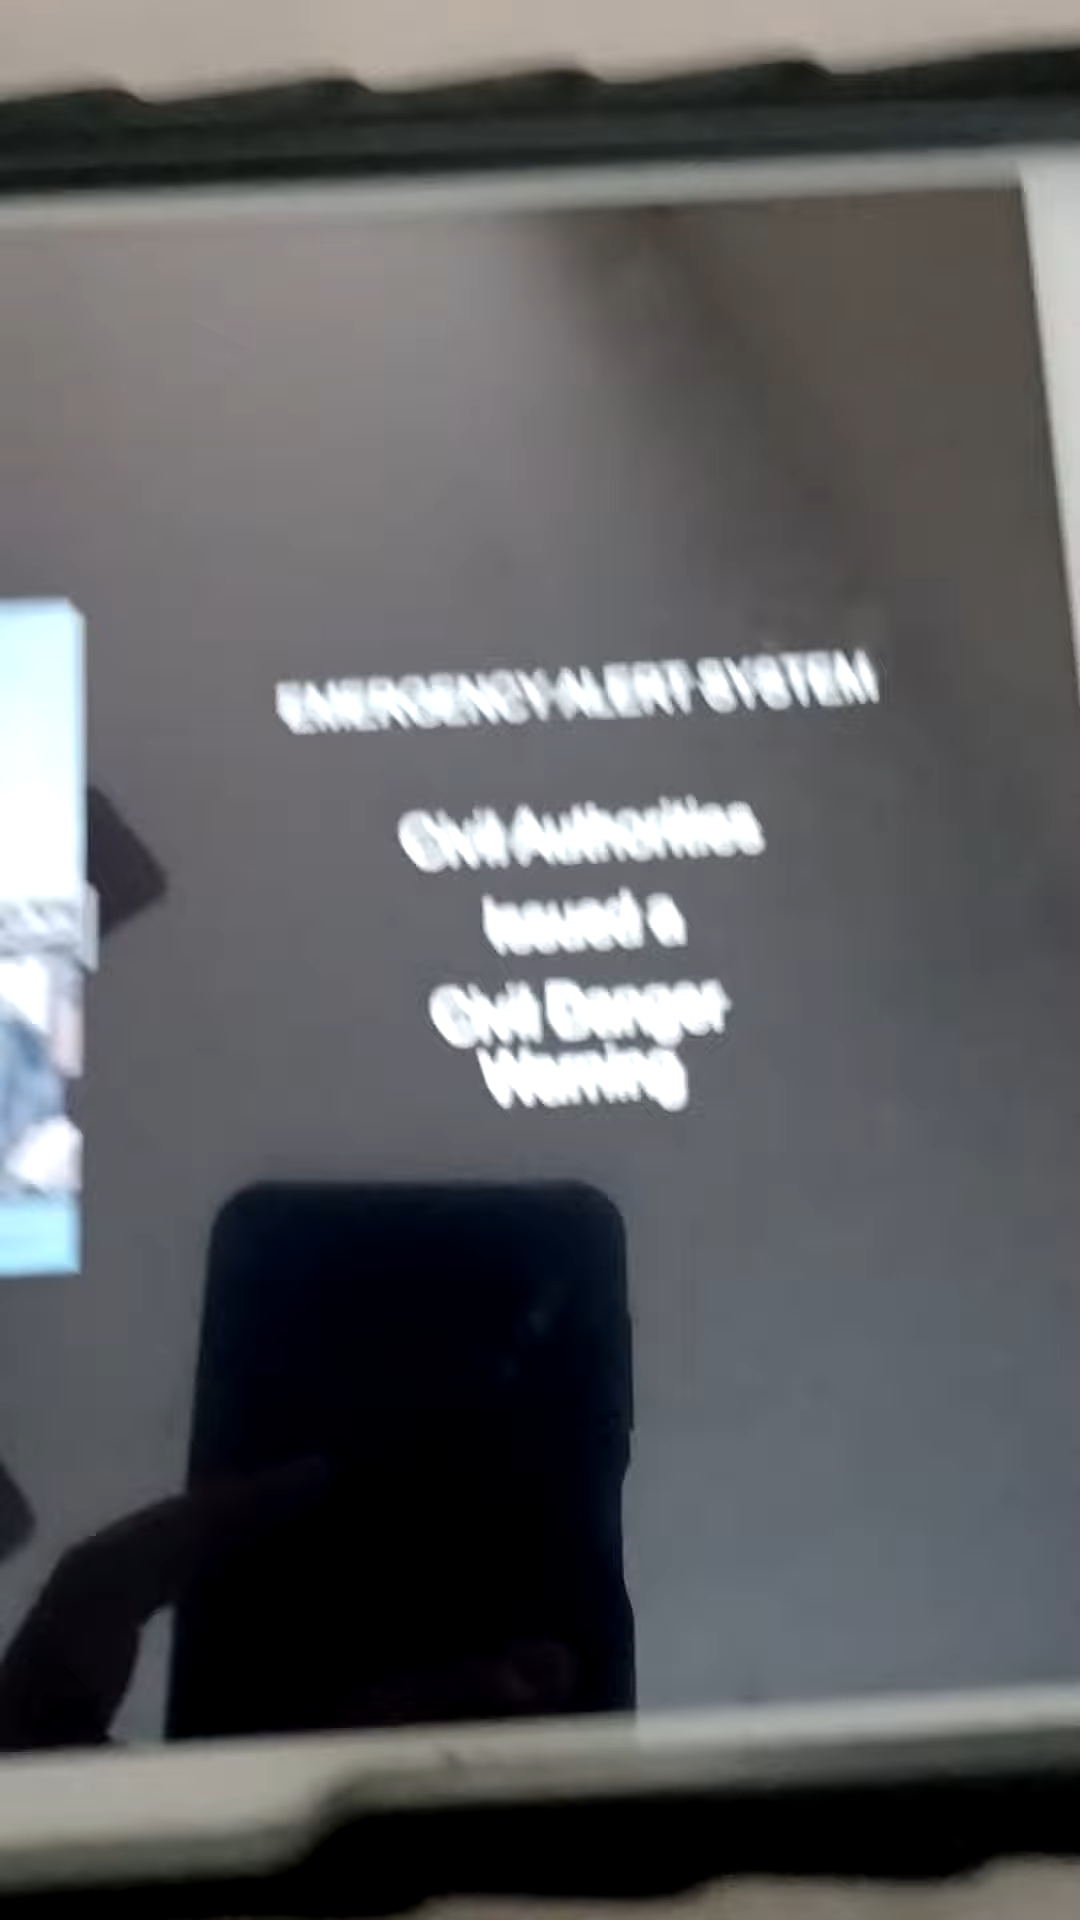 EMERGENCY ALERT SYSTEM
Civil Authorities
Issued a
Civil Danger
Warning